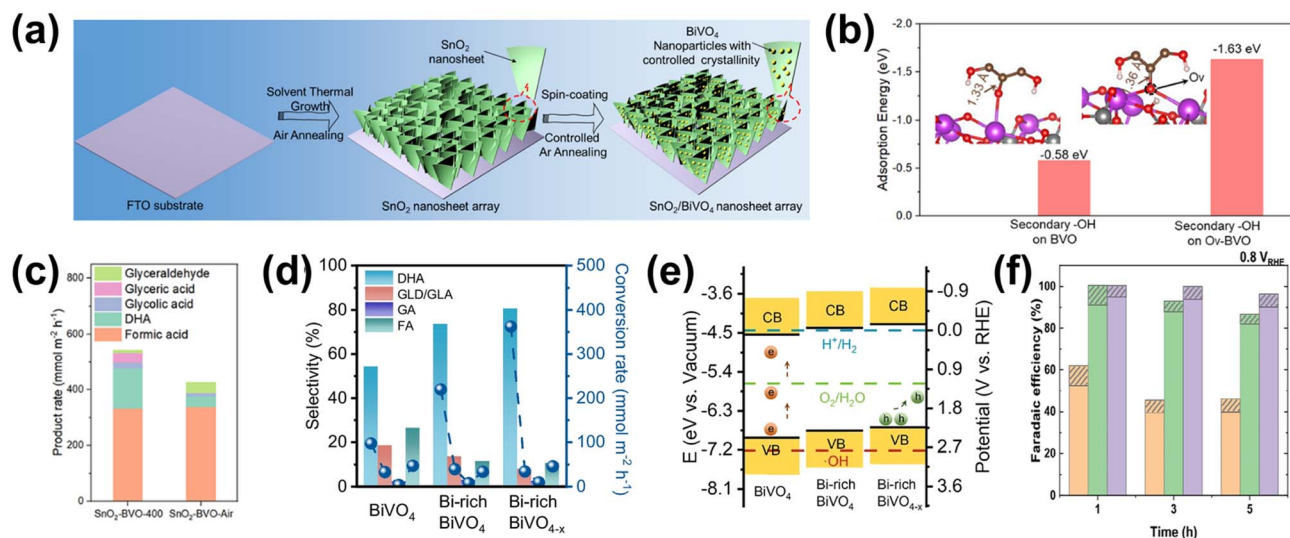 (a)
SnO2
nanosheet
BiVO4
Nanoparticles with
controlled crystallinity
Solvent Thermal
Growth
Air Annealing
Spin-coating
Controlled
Ar Annealing
FTO substrate
SnO2 nanosheet array
SnO2/BiVO4 nanosheet array
(b)
Adsorption Energy (eV)
-2.0
-1.5
-1.0
-0.5
0.0
1.33 Å
-0.58 eV
1.36 Å
Ov
-1.63 eV
Secondary -OH
on BVO
Secondary -OH
on Ov-BVO
(c)
Product rate (mmol m-2 h-1)
800
600
400
200
0
Glyceraldehyde
Glyceric acid
Glycolic acid
DHA
Formic acid
SnO2-BVO-400
SnO2-BVO-Air
(d)
Selectivity (%)
100
80
60
40
20
0
DHA
GLD/GLA
GA
FA
500
400
300
200
100
0
Conversion rate (mmol m-2 h-1)
BiVO4
Bi-rich
BiVO4
Bi-rich
BiVO4-x
(e)
E (eV vs. Vacuum)
-3.6
-4.5
-5.4
-6.3
-7.2
-8.1
CB
CB
CB
H+/H2
e
e
e
O2/H2O
h
h h
VB
VB
VB
·OH
-0.9
0.0
0.9
1.8
2.7
3.6
Potential (V vs. RHE)
BiVO4
Bi-rich
BiVO4
Bi-rich
BiVO4-x
(f)
0.8 VRHE
Faradaic efficiency (%)
100
80
60
40
20
0
1
3
5
Time (h)